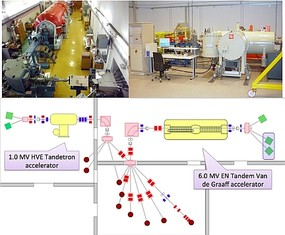 1.0 MV HVE Tandetron
accelerator
6.0 MV EN Tandem Van
de Graaff accelerator